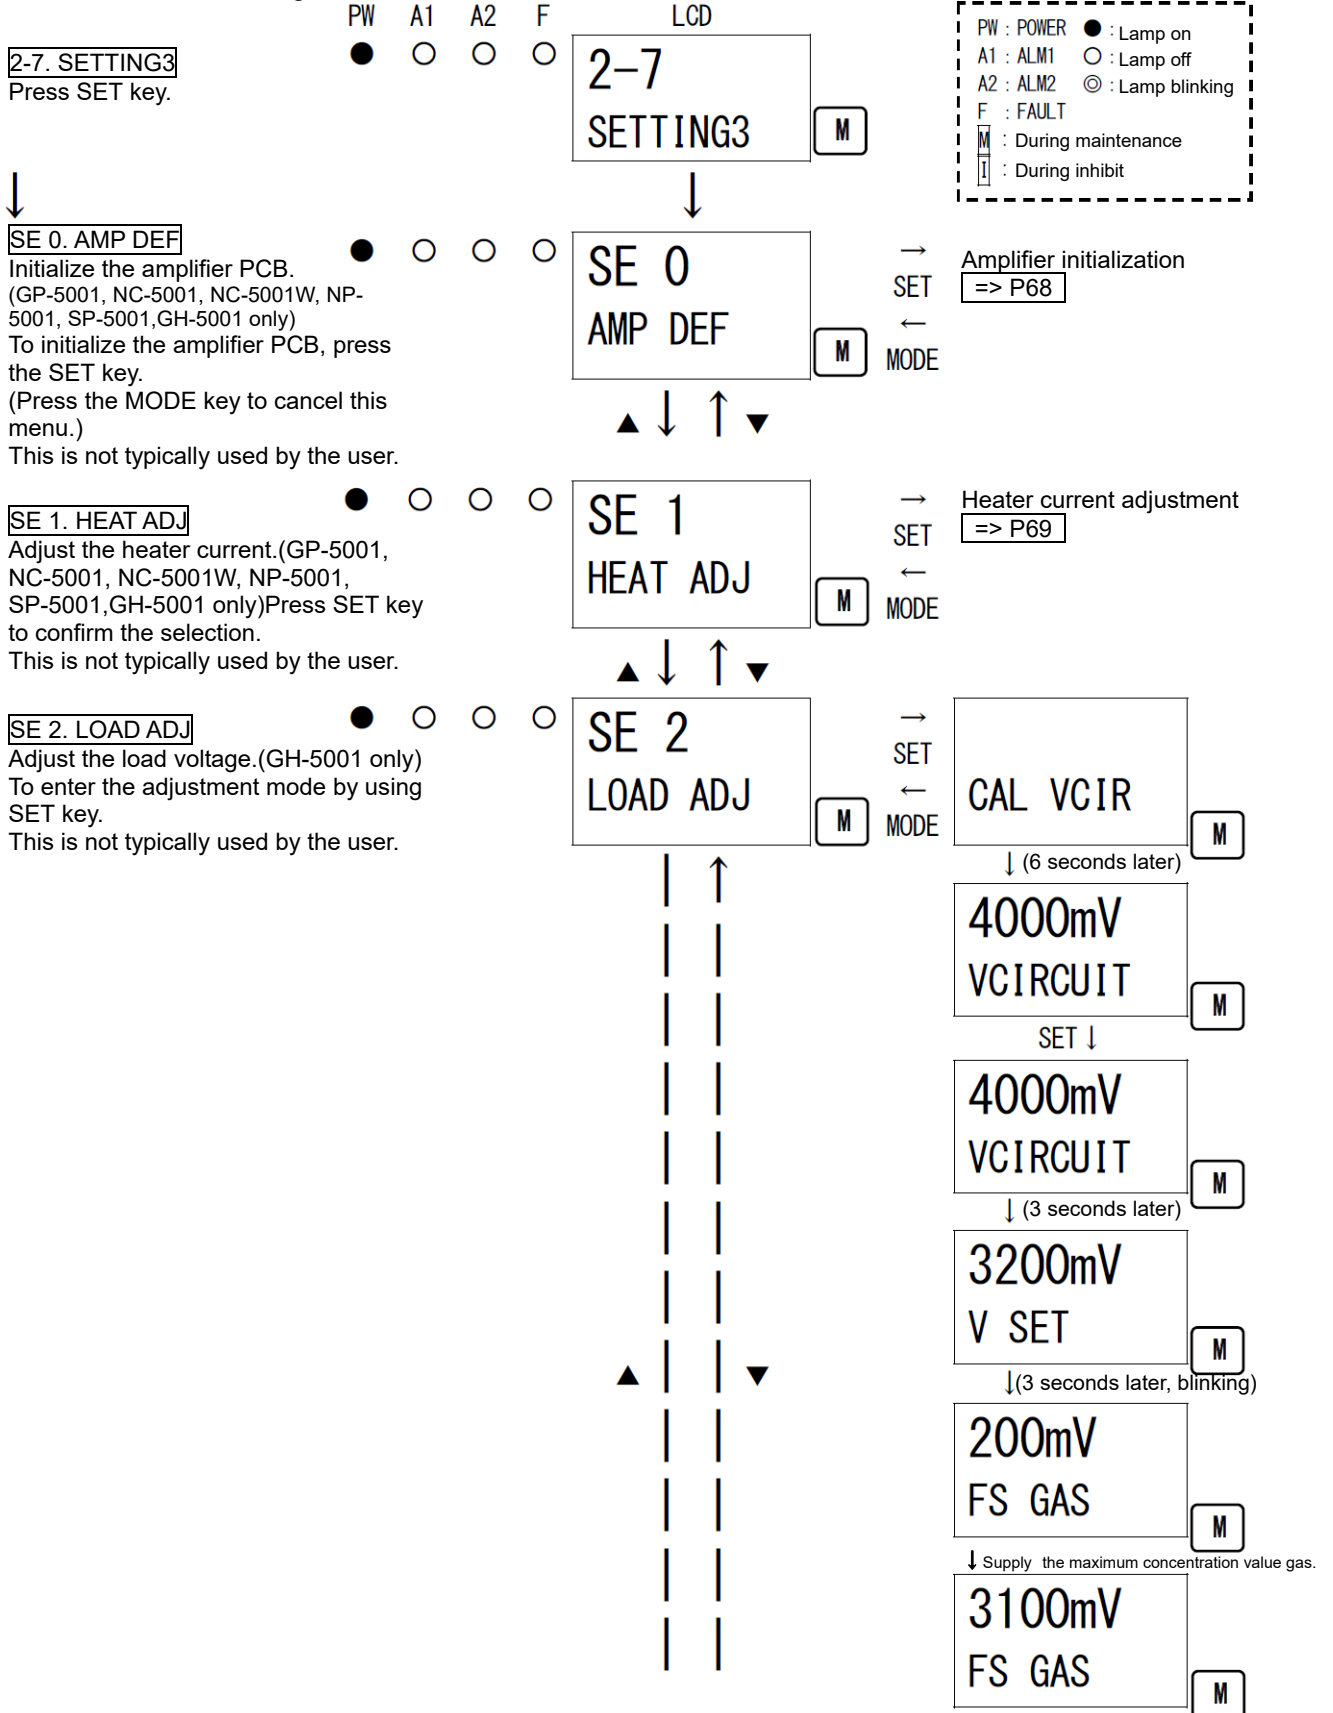 PW A1 A2 F LCD
PW : POWER ● : Lamp on
A1 : ALM1 ○ : Lamp off
A2 : ALM2 ◎ : Lamp blinking
F : FAULT
M : During maintenance
I : During inhibit
2-7. SETTING3
Press SET key.
● ○ ○ ○
2-7
SETTING3
M
↓
↓
SE 0. AMP DEF
Initialize the amplifier PCB.
(GP-5001, NC-5001, NC-5001W, NP-
5001, SP-5001,GH-5001 only)
To initialize the amplifier PCB, press
the SET key.
(Press the MODE key to cancel this
menu.)
This is not typically used by the user.
● ○ ○ ○
SE 0
AMP DEF
M
→
SET
←
MODE
Amplifier initialization
=> P68
▲ ↓ ↑ ▼
SE 1. HEAT ADJ
Adjust the heater current.(GP-5001,
NC-5001, NC-5001W, NP-5001,
SP-5001,GH-5001 only)Press SET key
to confirm the selection.
This is not typically used by the user.
● ○ ○ ○
SE 1
HEAT ADJ
M
→
SET
←
MODE
Heater current adjustment
=> P69
▲ ↓ ↑ ▼
SE 2. LOAD ADJ
Adjust the load voltage.(GH-5001 only)
To enter the adjustment mode by using
SET key.
This is not typically used by the user.
● ○ ○ ○
SE 2
LOAD ADJ
M
→
SET
←
MODE
CAL VCIR
M
↓ (6 seconds later)
4000mV
VCIRCUIT
M
SET ↓
4000mV
VCIRCUIT
M
↓ (3 seconds later)
3200mV
V SET
M
▲ ▼
↓(3 seconds later, blinking)
200mV
FS GAS
M
↓ Supply the maximum concentration value gas.
3100mV
FS GAS
M